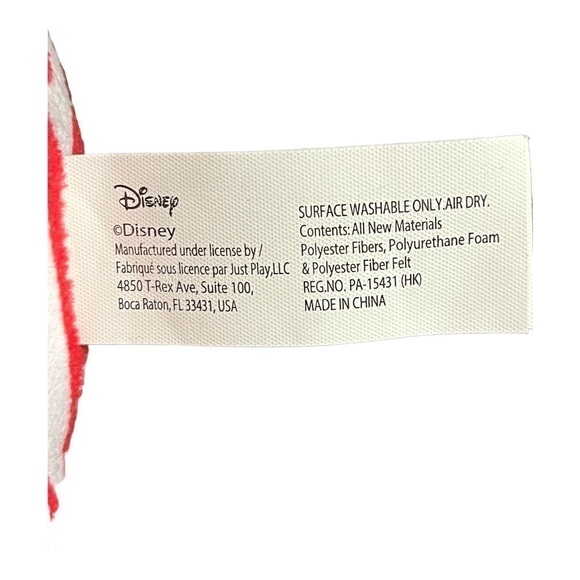 Disney
©Disney
Manufactured under license by /
Fabriqué sous licence par Just Play,LLC
4850 T-Rex Ave, Suite 100,
Boca Raton, FL 33431, USA
SURFACE WASHABLE ONLY.AIR DRY.
Contents: All New Materials
Polyester Fibers, Polyurethane Foam
& Polyester Fiber Felt
REG.NO. PA-15431 (HK)
MADE IN CHINA